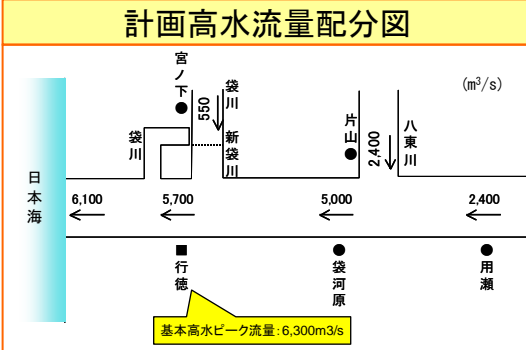 計画高水流量配分図
(m³/s)
宮ノ下
550
袋川
新袋川
袋川
片山
2,400
八東川
日本海
6,100
5,700
5,000
2,400
行徳
袋河原
用瀬
基本高水ピーク流量：6,300m3/s